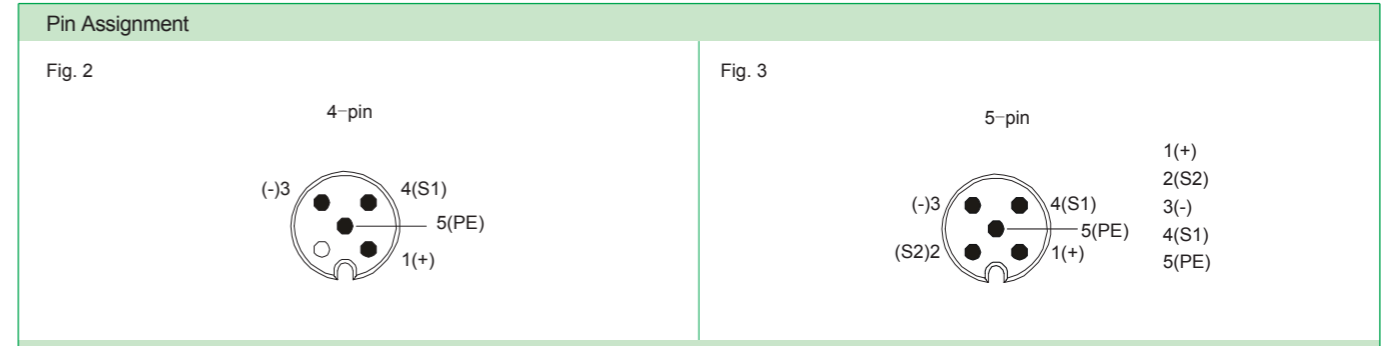 Pin Assignment
Fig. 2
4-pin
(-)3
4(S1)
5(PE)
1(+)
Fig. 3
5-pin
(-)3
4(S1)
5(PE)
(S2)2
1(+)
1(+)
2(S2)
3(-)
4(S1)
5(PE)